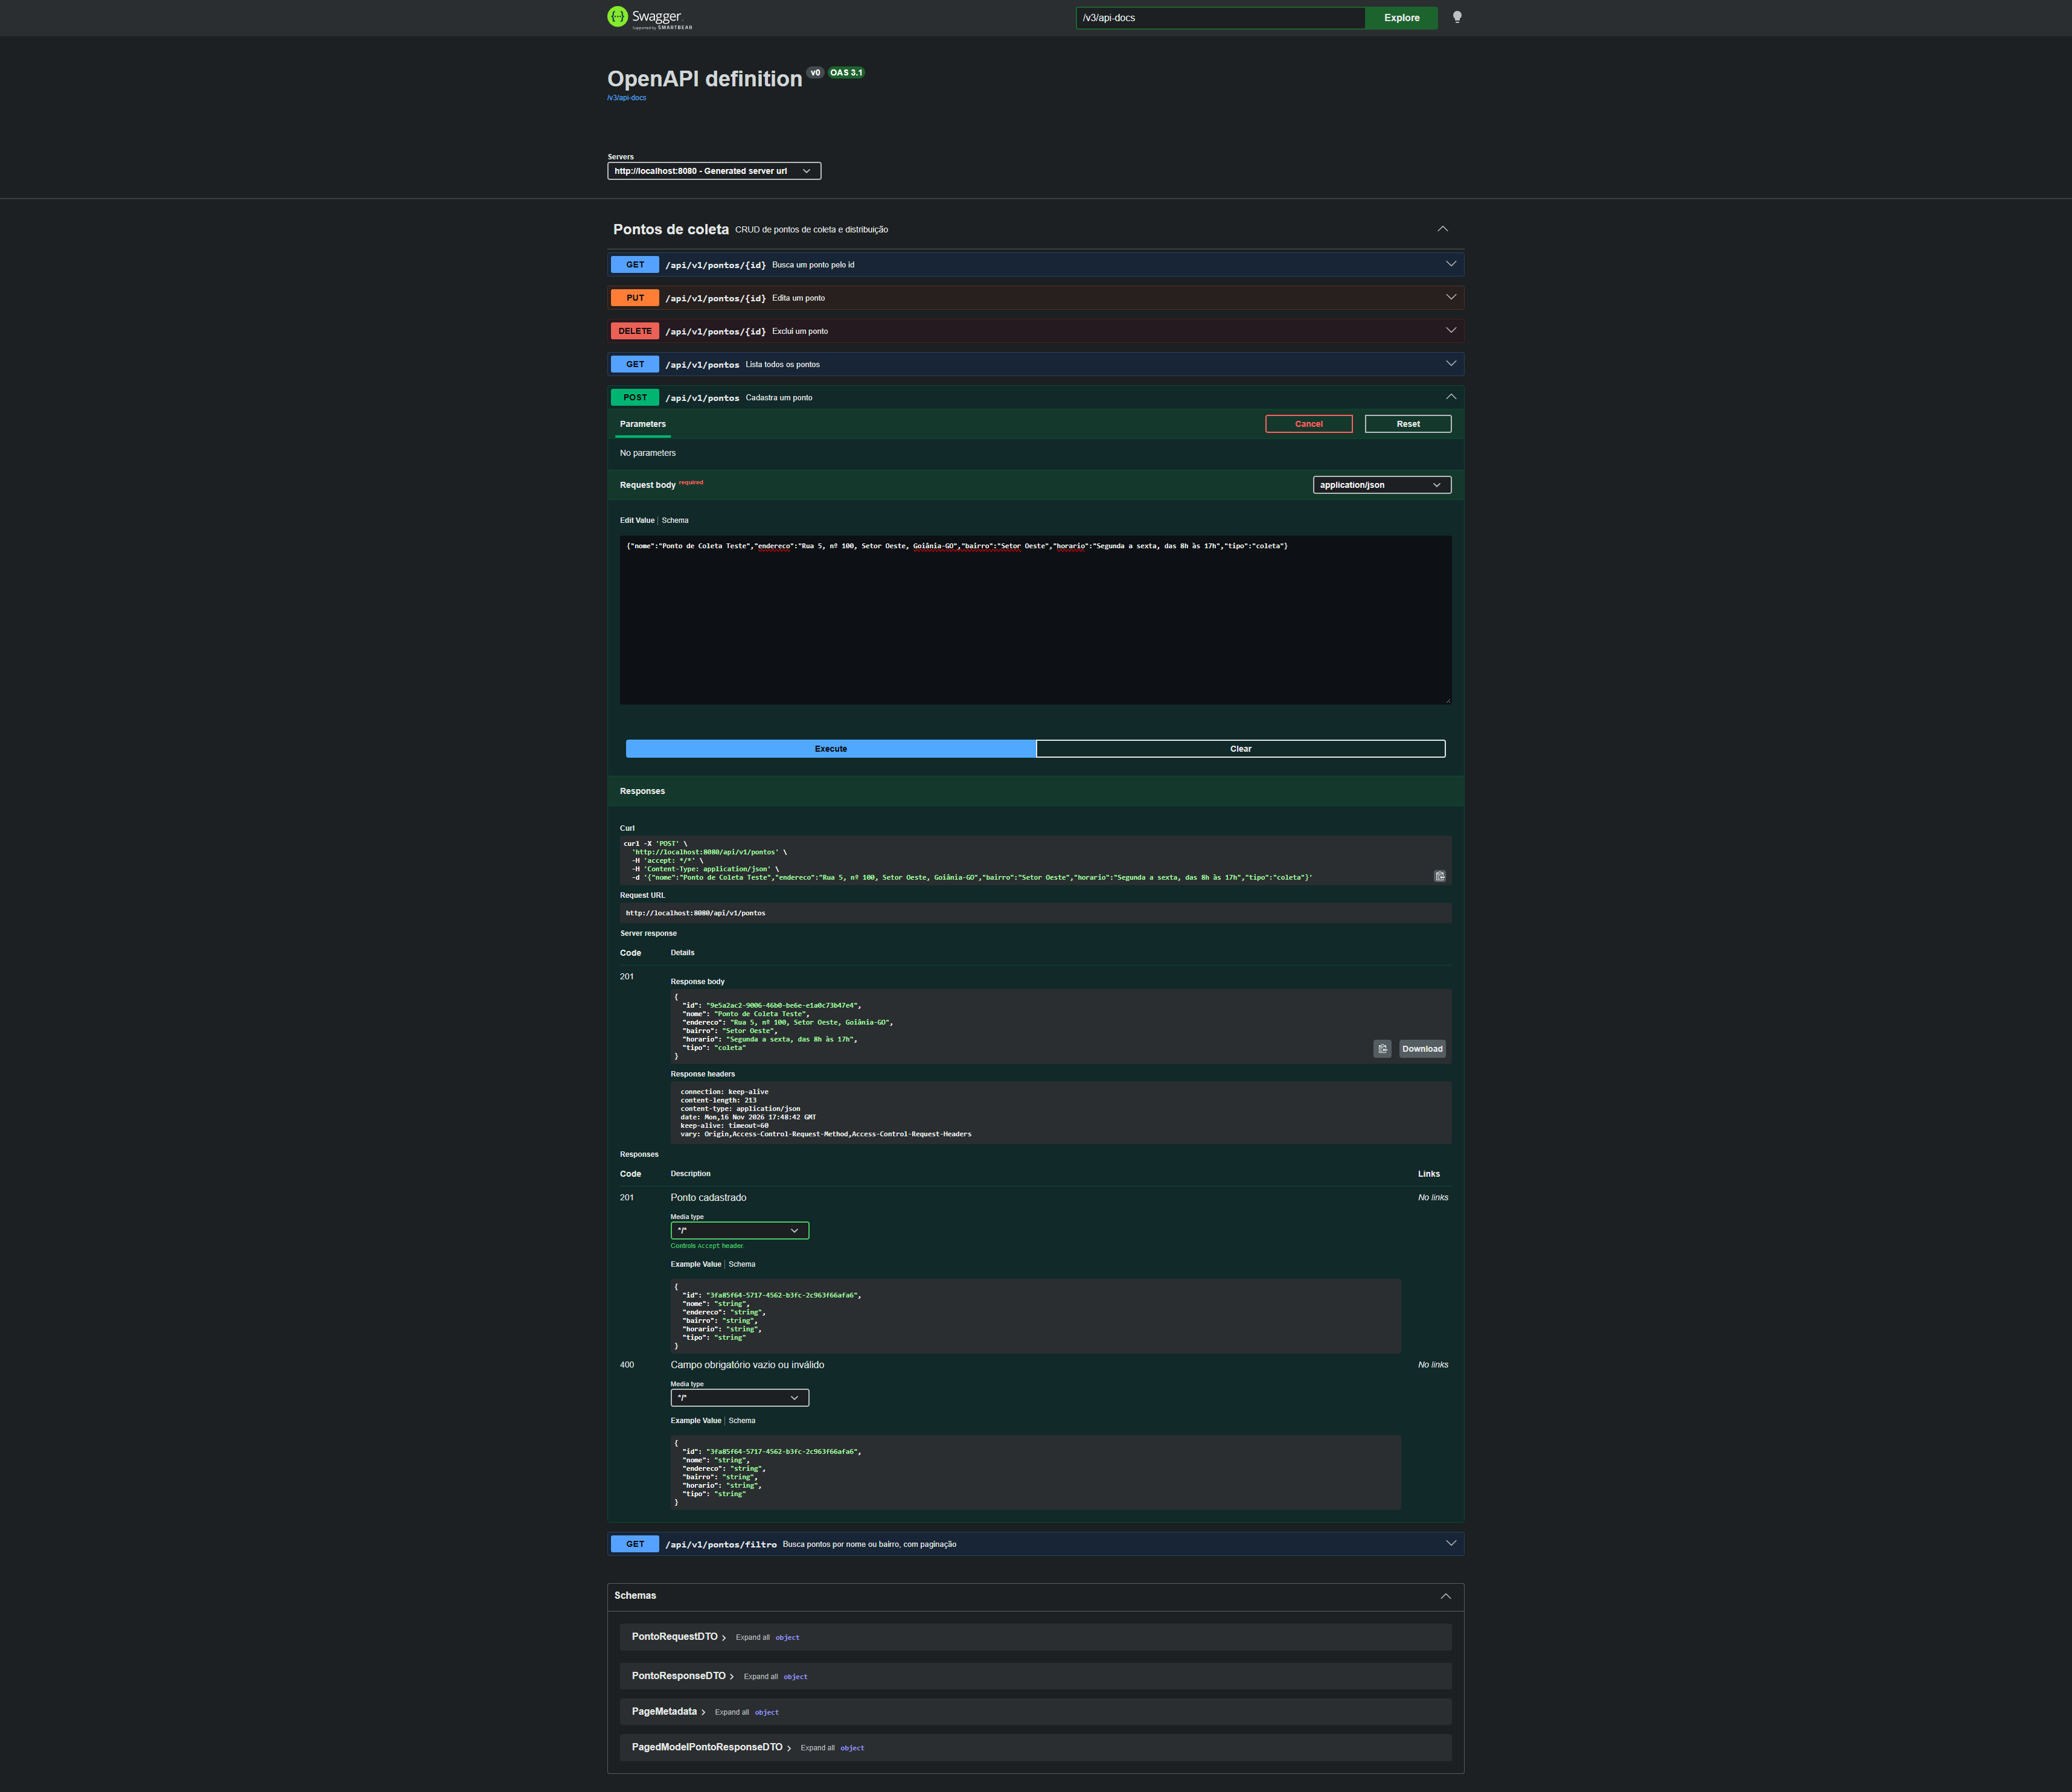 Swagger.
Supported by SMARTBEAR
/v3/api-docs
Explore
OpenAPI definition v0 OAS 3.1
/v3/api-docs
Servers
http://localhost:8080 - Generated server url
Pontos de coleta CRUD de pontos de coleta e distribuição
GET /api/v1/pontos/{id} Busca um ponto pelo id
PUT /api/v1/pontos/{id} Edita um ponto
DELETE /api/v1/pontos/{id} Exclui um ponto
GET /api/v1/pontos Lista todos os pontos
POST /api/v1/pontos Cadastra um ponto
Parameters Cancel Reset
No parameters
Request body required application/json
Edit Value | Schema
{"nome":"Ponto de Coleta Teste","endereco":"Rua 5, nº 100, Setor Oeste, Goiânia-GO","bairro":"Setor Oeste","horario":"Segunda a sexta, das 8h às 17h","tipo":"coleta"}
Execute Clear
Responses
Curl
curl -X 'POST' \
'http://localhost:8080/api/v1/pontos' \
-H 'accept: */*' \
-H 'Content-Type: application/json' \
-d '{"nome":"Ponto de Coleta Teste","endereco":"Rua 5, nº 100, Setor Oeste, Goiânia-GO","bairro":"Setor Oeste","horario":"Segunda a sexta, das 8h às 17h","tipo":"coleta"}'
Request URL
http://localhost:8080/api/v1/pontos
Server response
Code Details
201
Response body
{
"id": "9e5a2ac2-9006-46b0-be6e-e1a0c73b47e4",
"nome": "Ponto de Coleta Teste",
"endereco": "Rua 5, nº 100, Setor Oeste, Goiânia-GO",
"bairro": "Setor Oeste",
"horario": "Segunda a sexta, das 8h às 17h",
"tipo": "coleta"
}
Download
Response headers
connection: keep-alive
content-length: 213
content-type: application/json
date: Mon,16 Nov 2026 17:48:42 GMT
keep-alive: timeout=60
vary: Origin,Access-Control-Request-Method,Access-Control-Request-Headers
Responses
Code Description Links
201 Ponto cadastrado No links
Media type
*/*
Controls Accept header.
Example Value | Schema
{
"id": "3fa85f64-5717-4562-b3fc-2c963f66afa6",
"nome": "string",
"endereco": "string",
"bairro": "string",
"horario": "string",
"tipo": "string"
}
400 Campo obrigatório vazio ou inválido No links
Media type
*/*
Example Value | Schema
{
"id": "3fa85f64-5717-4562-b3fc-2c963f66afa6",
"nome": "string",
"endereco": "string",
"bairro": "string",
"horario": "string",
"tipo": "string"
}
GET /api/v1/pontos/filtro Busca pontos por nome ou bairro, com paginação
Schemas
PontoRequestDTO Expand all object
PontoResponseDTO Expand all object
PageMetadata Expand all object
PagedModelPontoResponseDTO Expand all object